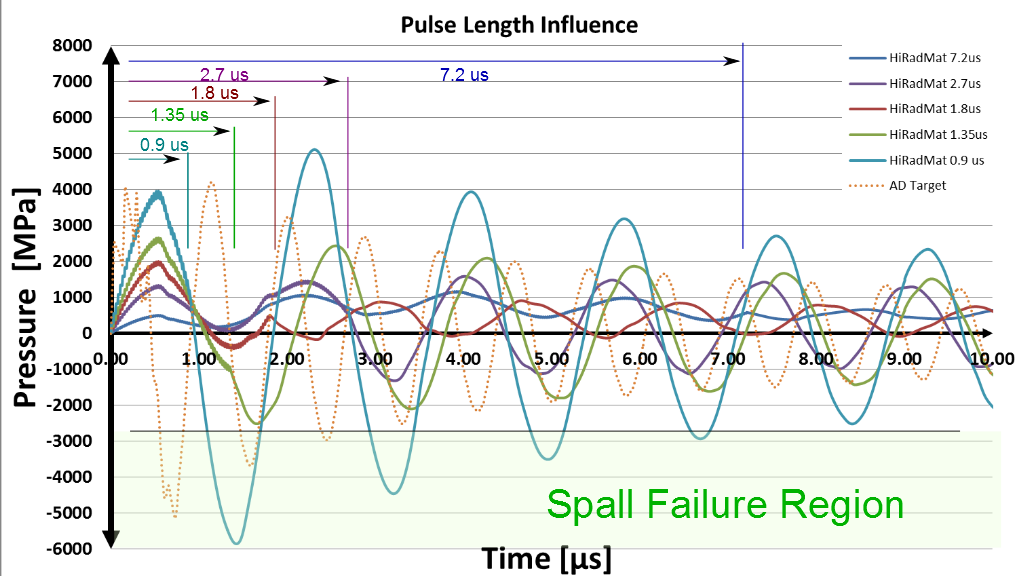 Pulse Length Influence
8000
7000
6000
5000
4000
3000
2000
1000
0
-1000
-2000
-3000
-4000
-5000
-6000
Pressure [MPa]
0.00 1.00 2.00 3.00 4.00 5.00 6.00 7.00 8.00 9.00 10.00
Time [µs]
7.2 us
2.7 us
1.8 us
1.35 us
0.9 us
HiRadMat 7.2us
HiRadMat 2.7us
HiRadMat 1.8us
HiRadMat 1.35us
HiRadMat 0.9 us
AD Target
Spall Failure Region